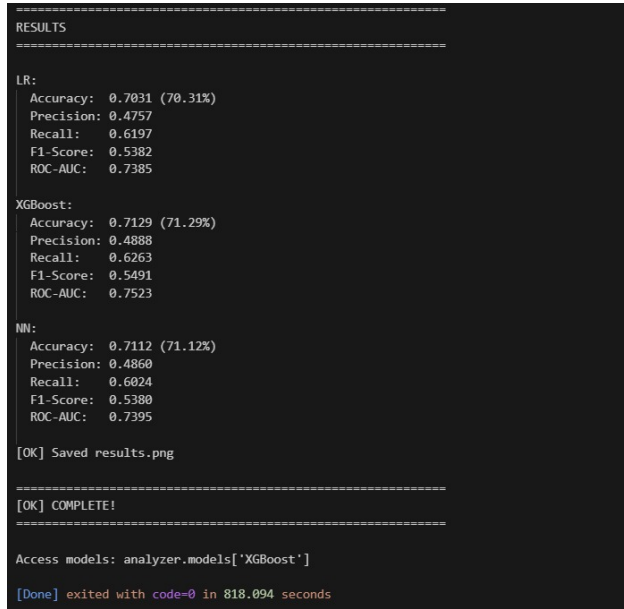 ============================================================
RESULTS
============================================================
LR:
Accuracy:  0.7031 (70.31%)
Precision: 0.4757
Recall:    0.6197
F1-Score:  0.5382
ROC-AUC:   0.7385
XGBoost:
Accuracy:  0.7129 (71.29%)
Precision: 0.4888
Recall:    0.6263
F1-Score:  0.5491
ROC-AUC:   0.7523
NN:
Accuracy:  0.7112 (71.12%)
Precision: 0.4860
Recall:    0.6024
F1-Score:  0.5380
ROC-AUC:   0.7395
[OK] Saved results.png
============================================================
[OK] COMPLETE!
============================================================
Access models: analyzer.models['XGBoost']
[Done] exited with code=0 in 818.094 seconds